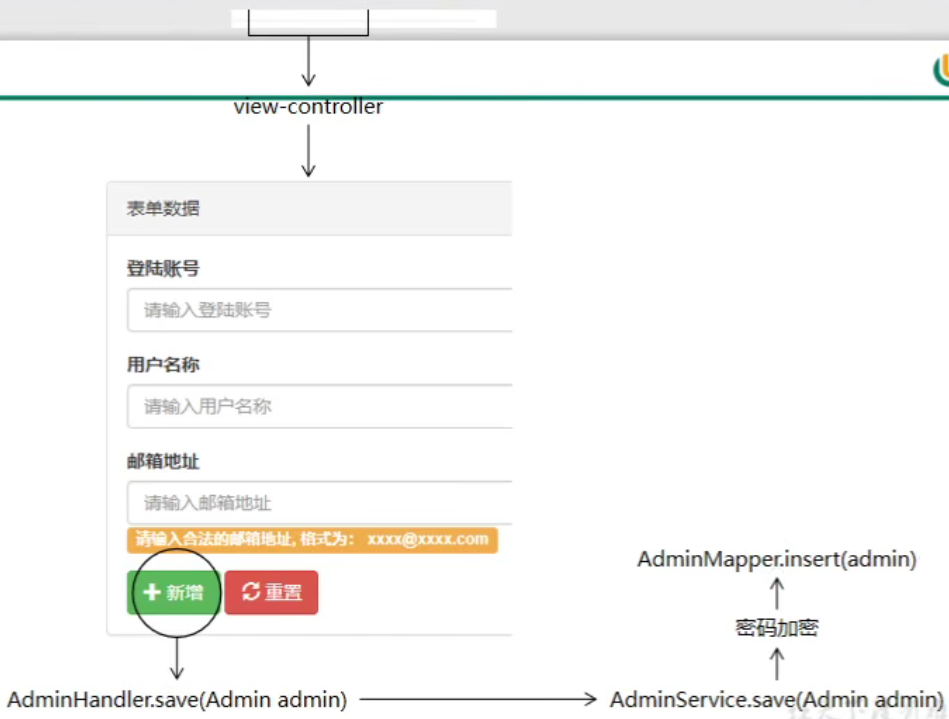 view-controller
表单数据
登陆账号
请输入登陆账号
用户名称
请输入用户名称
邮箱地址
请输入邮箱地址
请输入合法的邮箱地址, 格式为： xxxx@xxxx.com
新增
重置
AdminMapper.insert(admin)
密码加密
AdminHandler.save(Admin admin)
AdminService.save(Admin admin)